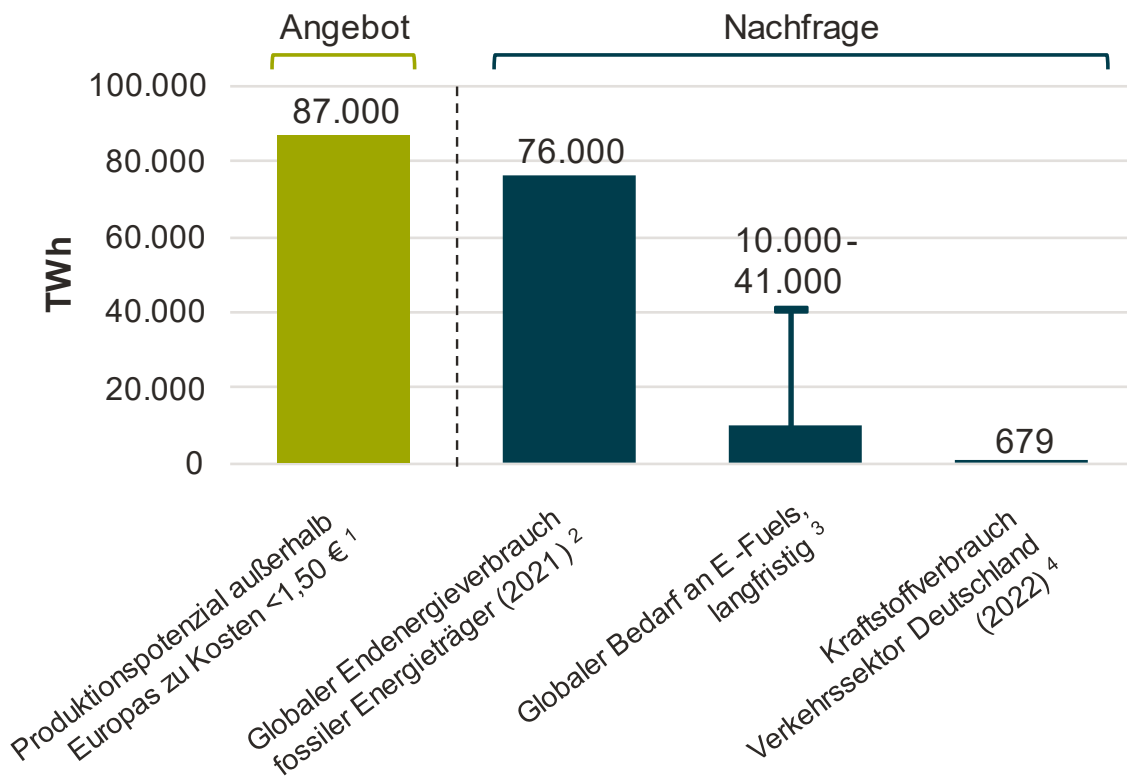 Angebot
Nachfrage
TWh
100.000
80.000
60.000
40.000
20.000
0
87.000
76.000
10.000-
41.000
679
Produktionspotenzial außerhalb
Europas zu Kosten <1,50 € 1
Globaler Endenergieverbrauch
fossiler Energieträger (2021) 2
Globaler Bedarf an E-Fuels,
langfristig 3
Kraftstoffverbrauch
Verkehrssektor Deutschland
(2022) 4